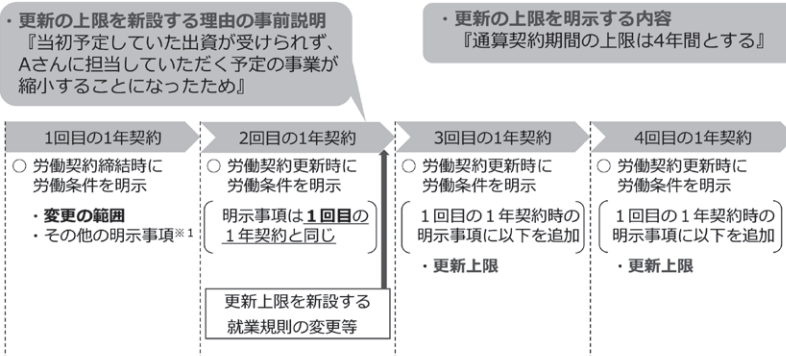 ・更新の上限を新設する理由の事前説明
『当初予定していた出資が受けられず、
Aさんに担当していただく予定の事業が
縮小することになったため』
・更新の上限を明示する内容
『通算契約期間の上限は4年間とする』
1回目の1年契約
○ 労働契約締結時に
労働条件を明示
・変更の範囲
・その他の明示事項※1
2回目の1年契約
○ 労働契約更新時に
労働条件を明示
明示事項は１回目の
１年契約と同じ
更新上限を新設する
就業規則の変更等
3回目の1年契約
○ 労働契約更新時に
労働条件を明示
１回目の１年契約時の
明示事項に以下を追加
・更新上限
4回目の1年契約
○ 労働契約更新時に
労働条件を明示
１回目の１年契約時の
明示事項に以下を追加
・更新上限